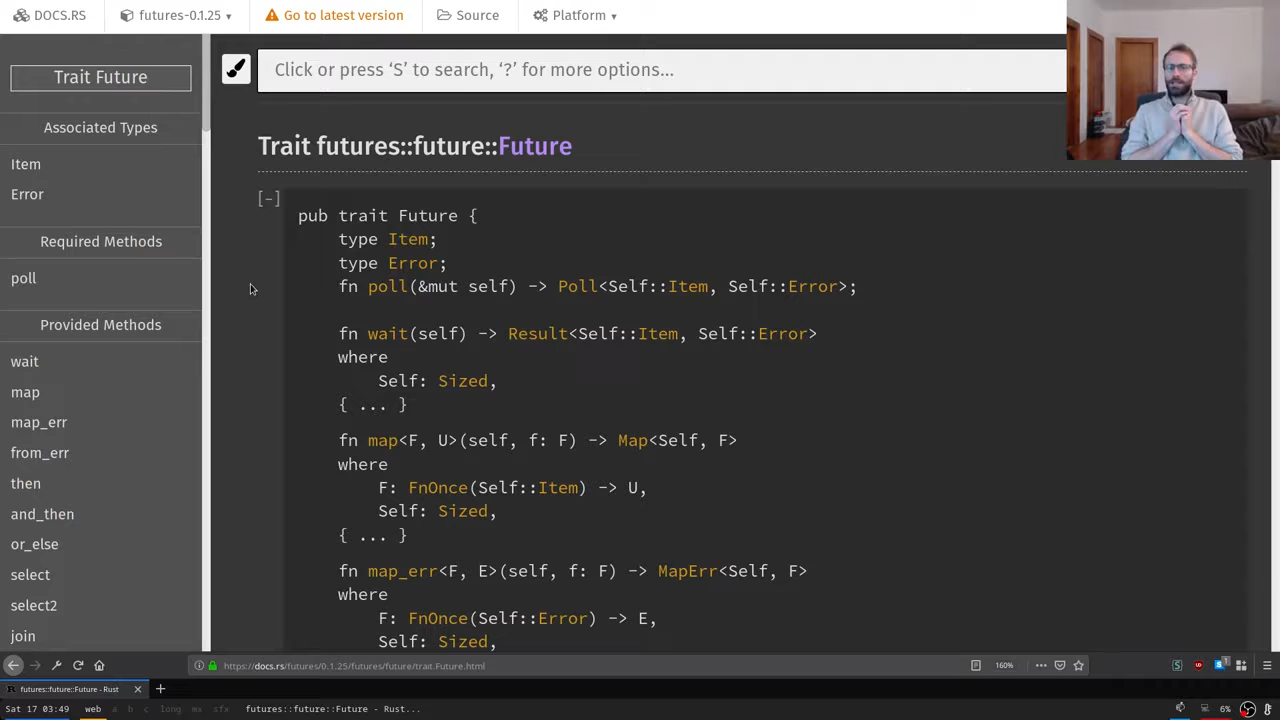 DOCS.RS
futures-0.1.25
Go to latest version
Source
Platform
Trait Future
Associated Types
Item
Error
Required Methods
poll
Provided Methods
wait
map
map_err
from_err
then
and_then
or_else
select
select2
join
Click or press ‘S’ to search, ‘?’ for more options...
Trait futures::future::Future
[-]
pub trait Future {
type Item;
type Error;
fn poll(&mut self) -> Poll<Self::Item, Self::Error>;
fn wait(self) -> Result<Self::Item, Self::Error>
where
Self: Sized,
{ ... }
fn map<F, U>(self, f: F) -> Map<Self, F>
where
F: FnOnce(Self::Item) -> U,
Self: Sized,
{ ... }
fn map_err<F, E>(self, f: F) -> MapErr<Self, F>
where
F: FnOnce(Self::Error) -> E,
Self: Sized,
https://docs.rs/futures/0.1.25/futures/future/trait.Future.html
160%
futures::future::Future - Rust
Sat 17 03:49
web
a
b
c
long
mx
sfx
futures::future::Future - Rust...
6%